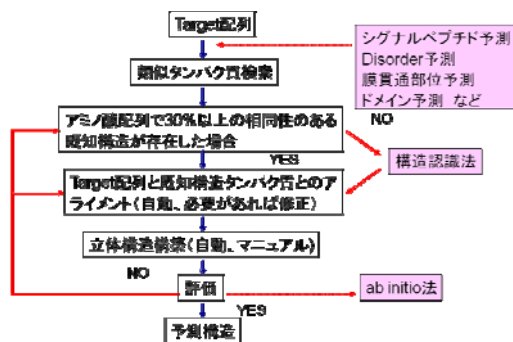 Target配列
シグナルペプチド予測
Disorder予測
膜貫通部位予測
ドメイン予測 など
類似タンパク質検索
アミノ酸配列で30%以上の相同性のある
既知構造が存在した場合
NO
YES
構造認識法
Target配列と既知構造タンパク質とのア
ライメント(自動、必要があれば修正)
立体構造構築(自動、マニュアル)
NO
評価
ab initio法
YES
予測構造